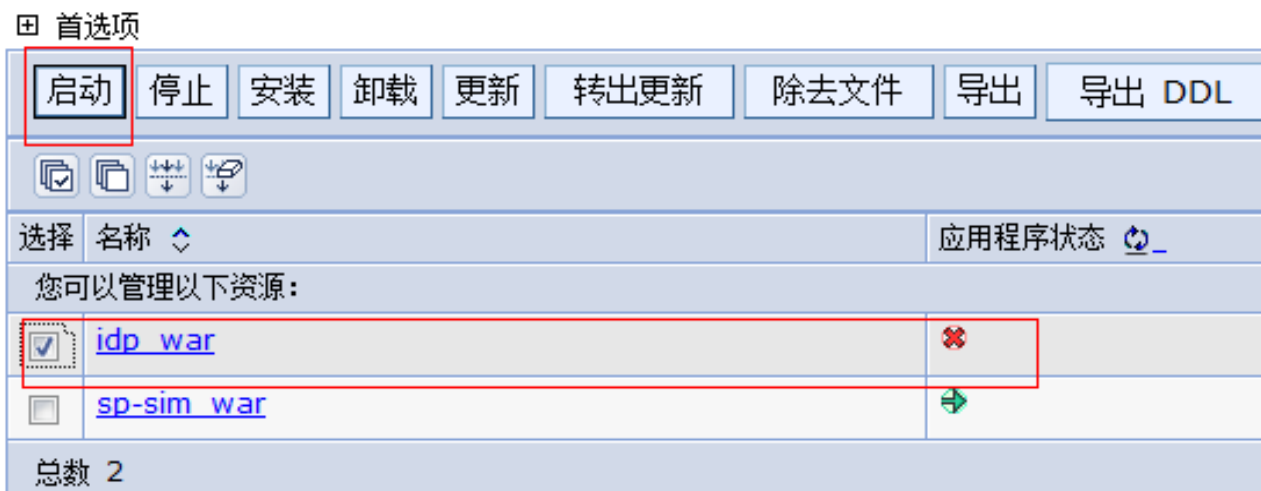 首选项
启动 停止 安装 卸载 更新 转出更新 除去文件 导出 导出 DDL
选择 名称 应用程序状态
您可以管理以下资源：
idp_war
sp-sim_war
总数 2